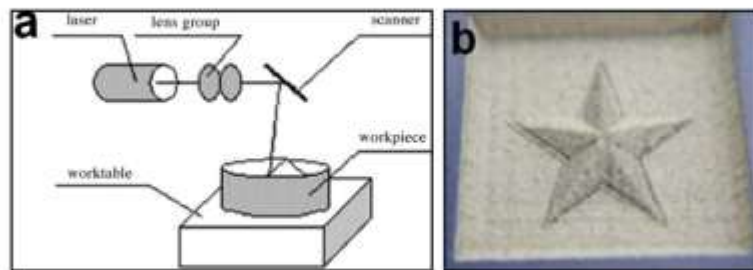 a
laser
lens group
scanner
workpiece
worktable
b